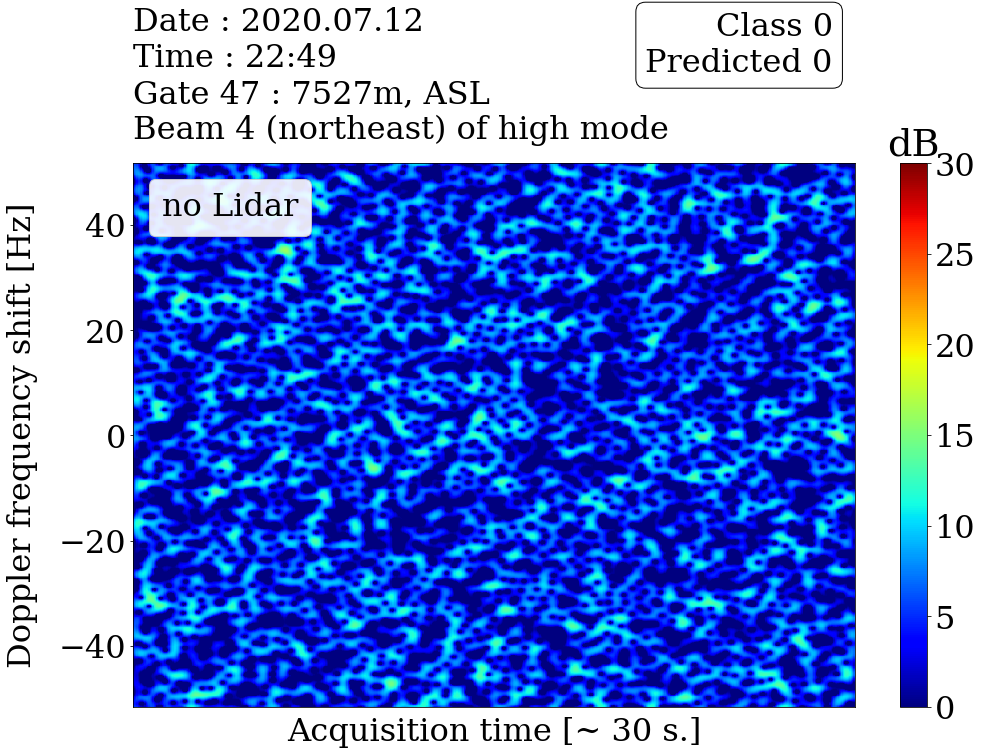 Date : 2020.07.12
Time : 22:49
Gate 47 : 7527m, ASL
Beam 4 (northeast) of high mode
Class 0
Predicted 0
dB
no Lidar
Doppler frequency shift [Hz]
40
20
0
−20
−40
Acquisition time [~ 30 s.]
30
25
20
15
10
5
0